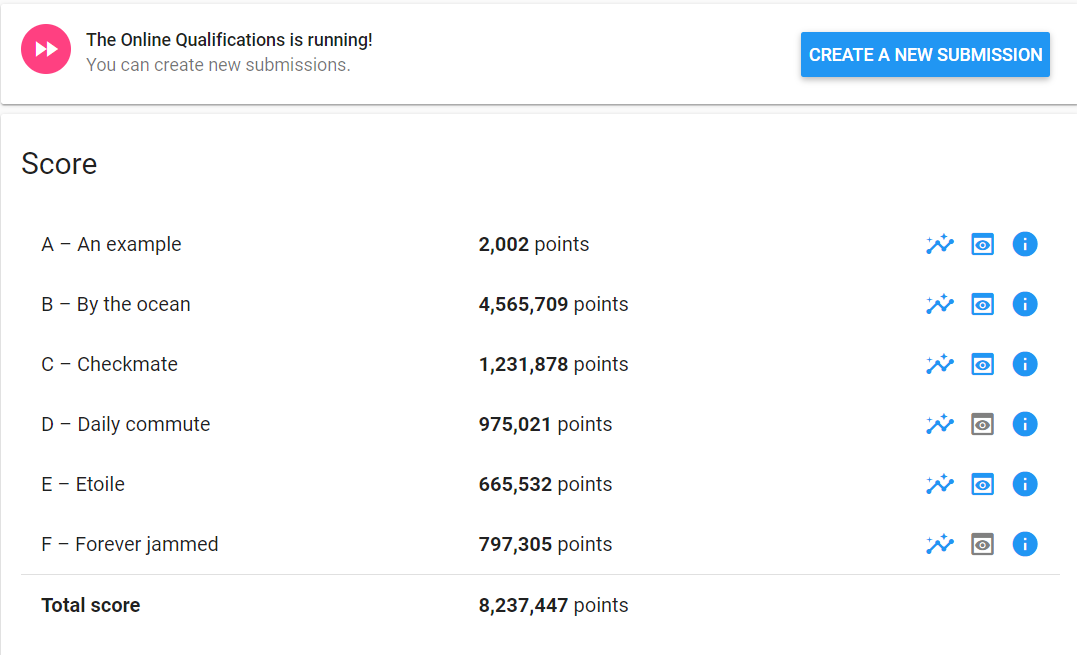 The Online Qualifications is running!
You can create new submissions.
CREATE A NEW SUBMISSION
Score
A – An example 2,002 points
B – By the ocean 4,565,709 points
C – Checkmate 1,231,878 points
D – Daily commute 975,021 points
E – Etoile 665,532 points
F – Forever jammed 797,305 points
Total score 8,237,447 points